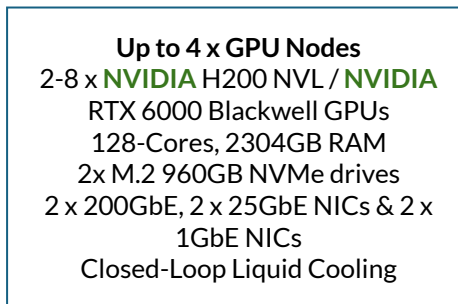 Up to 4 x GPU Nodes
2-8 x NVIDIA H200 NVL / NVIDIA
RTX 6000 Blackwell GPUs
128-Cores, 2304GB RAM
2x M.2 960GB NVMe drives
2 x 200GbE, 2 x 25GbE NICs & 2 x
1GbE NICs
Closed-Loop Liquid Cooling